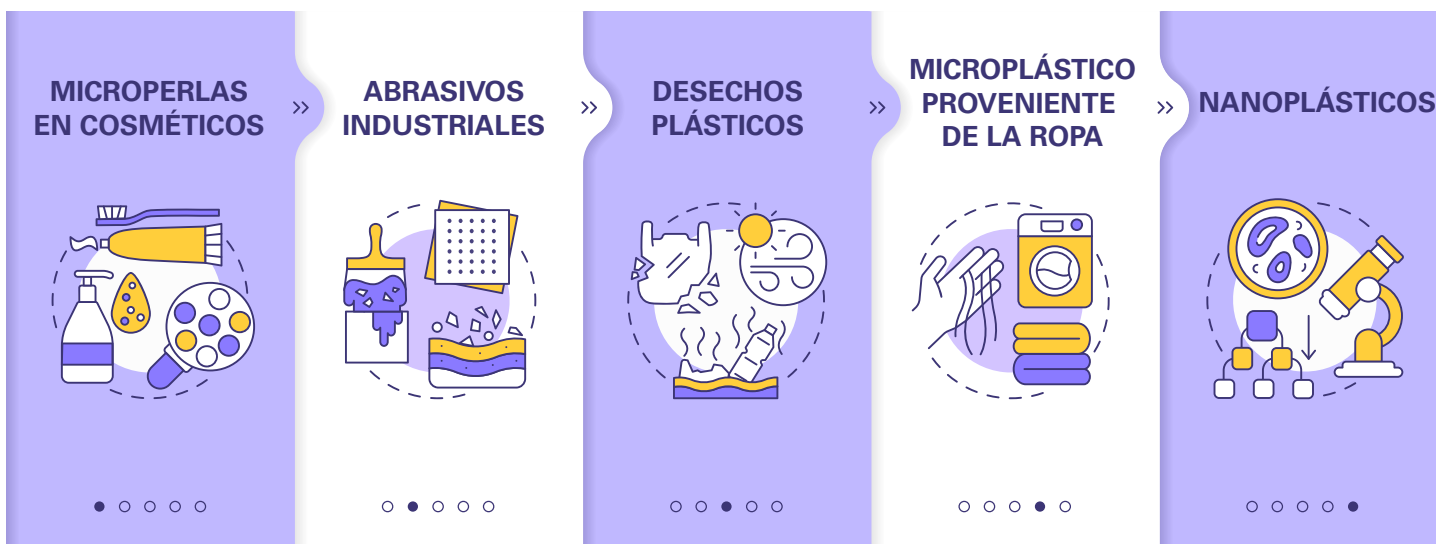 MICROPERLAS
EN COSMÉTICOS
ABRASIVOS
INDUSTRIALES
DESECHOS
PLÁSTICOS
MICROPLÁSTICO
PROVENIENTE
DE LA ROPA
NANOPLÁSTICOS